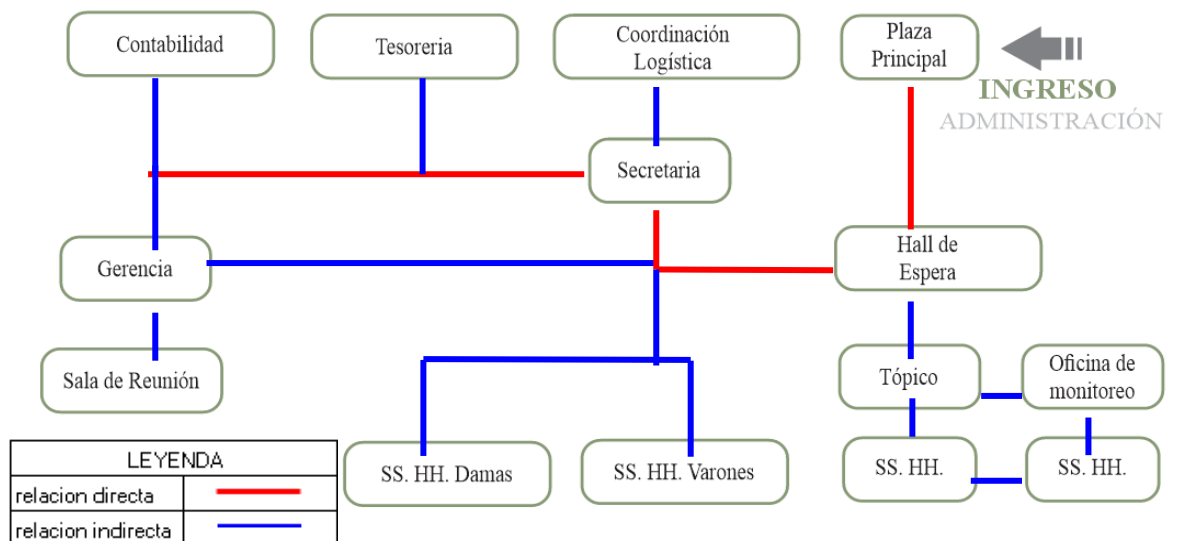 Contabilidad
Tesoreria
Coordinación
Logística
Plaza
Principal
INGRESO
ADMINISTRACIÓN
Secretaria
Gerencia
Hall de
Espera
Sala de Reunión
Tópico
Oficina de
monitoreo
SS. HH. Damas
SS. HH. Varones
SS. HH.
SS. HH.
LEYENDA
relacion directa
relacion indirecta